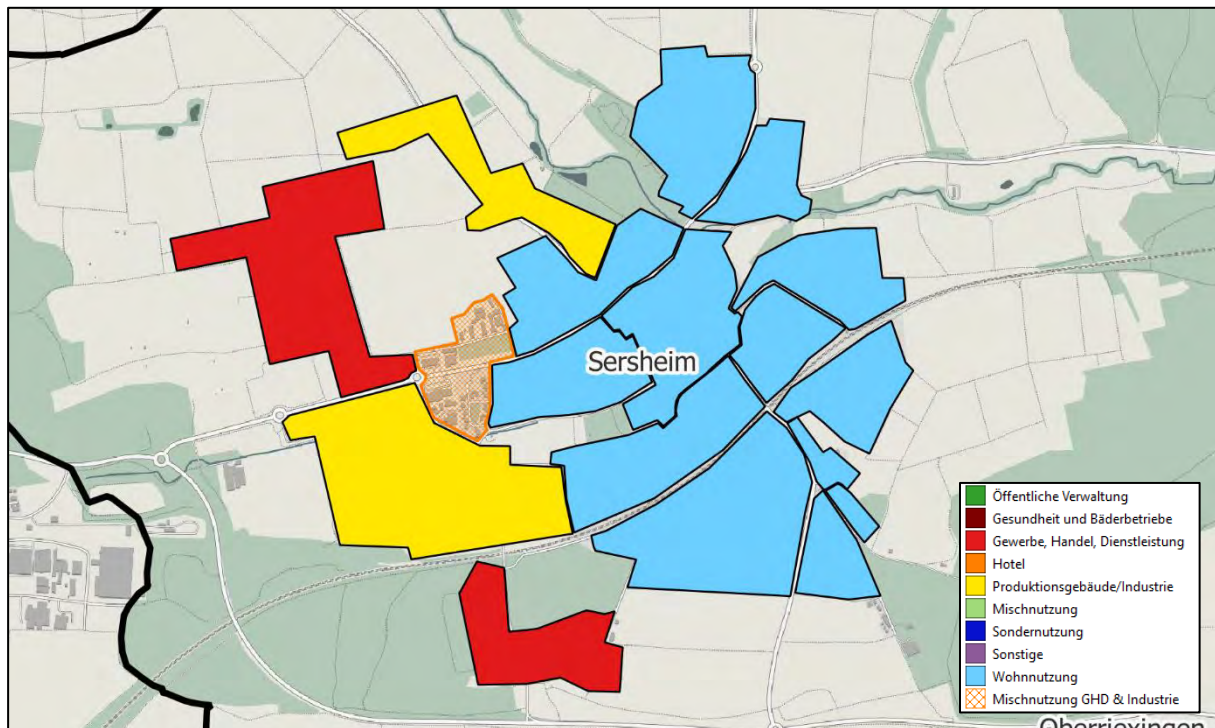 Sersheim
Öffentliche Verwaltung
Gesundheit und Bäderbetriebe
Gewerbe, Handel, Dienstleistung
Hotel
Produktionsgebäude/Industrie
Mischnutzung
Sondernutzung
Sonstige
Wohnnutzung
Mischnutzung GHD & Industrie
Oberriexingen